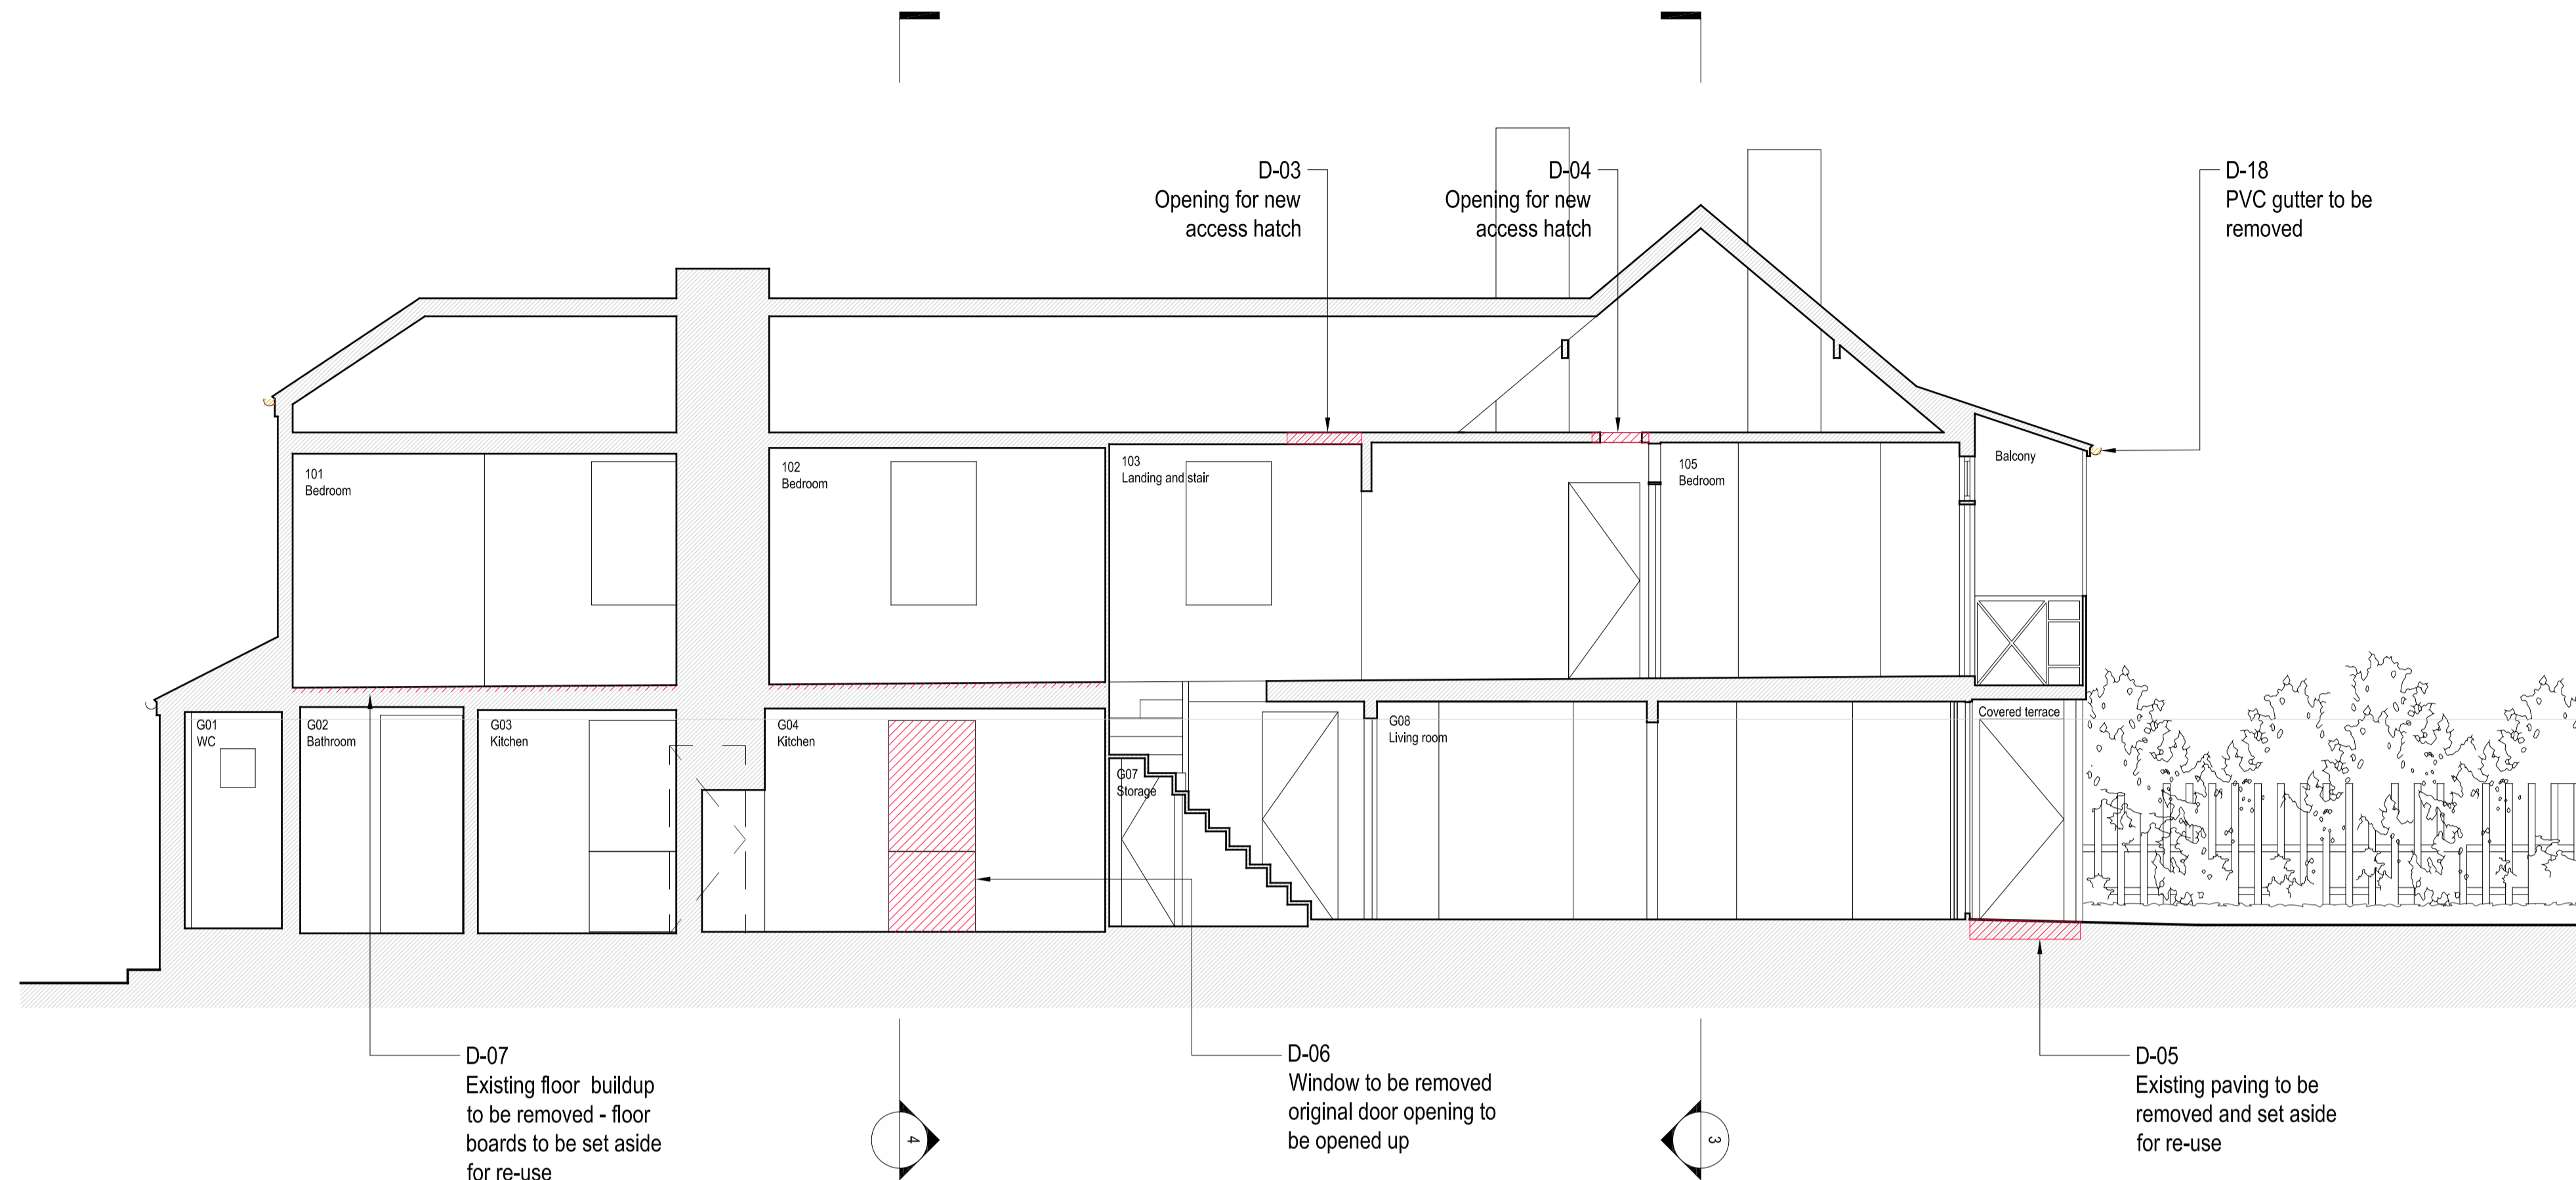 D-03
Opening for new
access hatch
D-04
Opening for new
access hatch
D-18
PVC gutter to be
removed
101
Bedroom
102
Bedroom
103
Landing and stair
105
Bedroom
Balcony
G01
WC
G02
Bathroom
G03
Kitchen
G04
Kitchen
G07
Storage
G08
Living room
Covered terrace
D-07
Existing floor buildup
to be removed - floor
boards to be set aside
for re-use
D-06
Window to be removed
original door opening to
be opened up
D-05
Existing paving to be
removed and set aside
for re-use
4
3